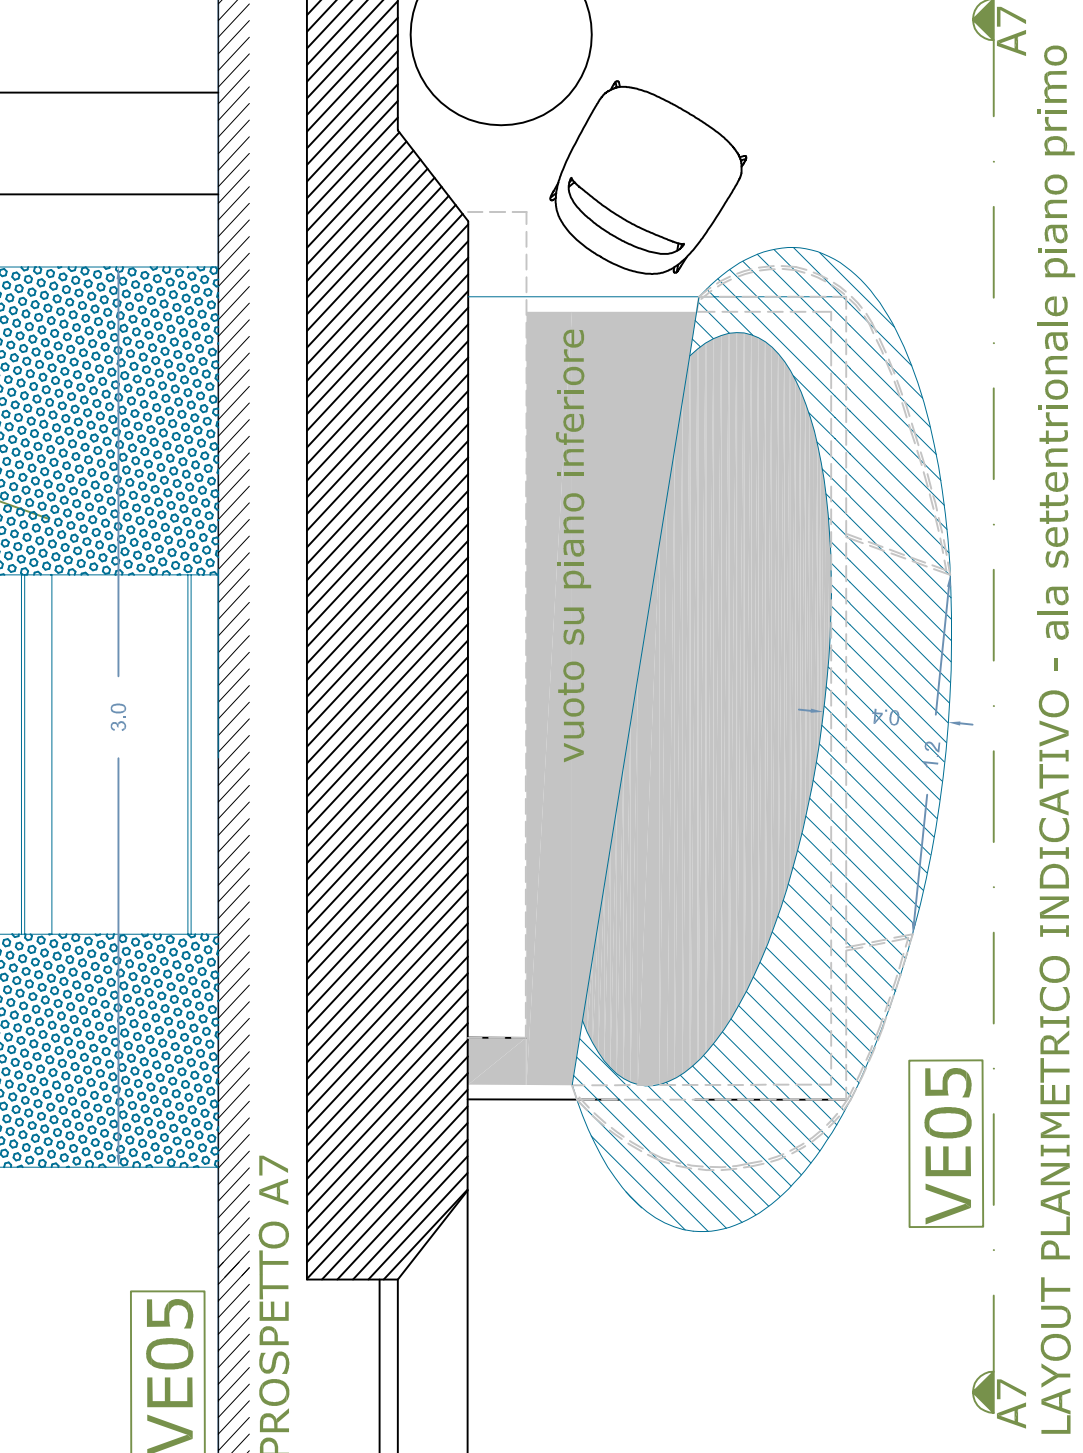 3.0
VE05
PROSPETTO A7
vuoto su piano inferiore
0.4
1.2
VE05
A7
A7
LAYOUT PLANIMETRICO INDICATIVO - ala settentrionale piano primo